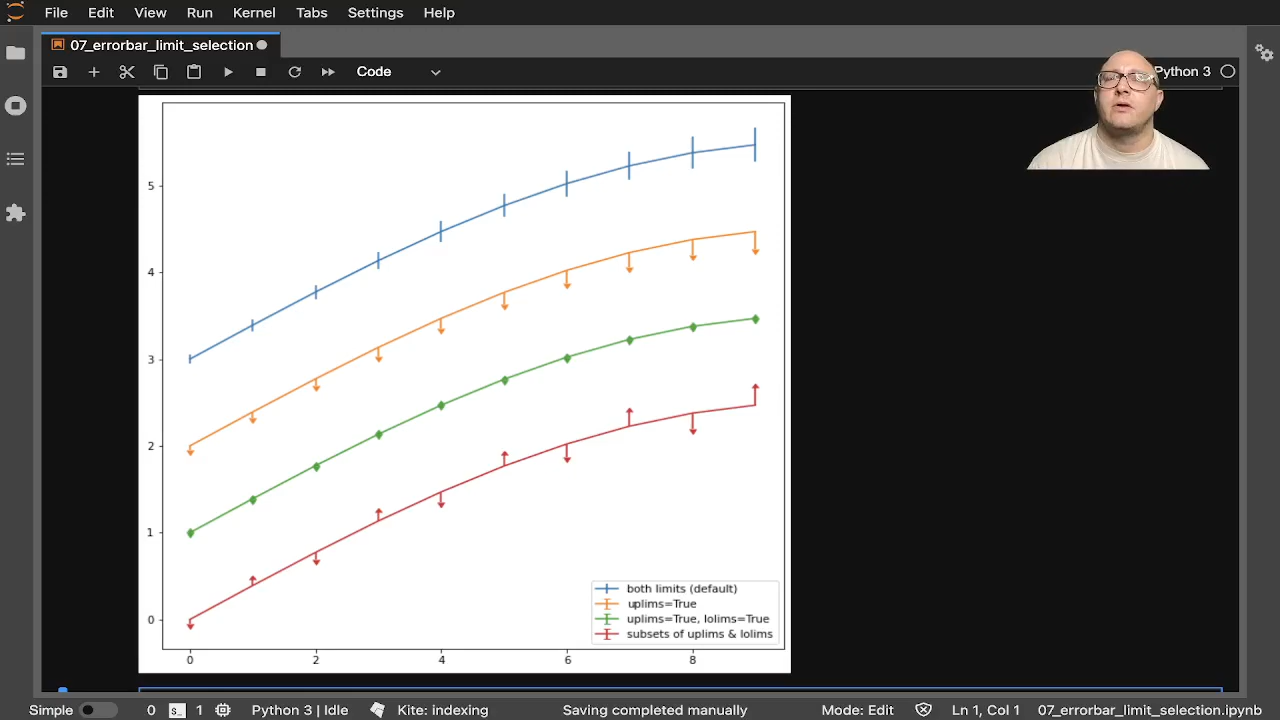 File Edit View Run Kernel Tabs Settings Help
07_errorbar_limit_selection
Code
Python 3
5
4
3
2
1
0
both limits (default)
uplims=True
uplims=True, lolims=True
subsets of uplims & lolims
0 2 4 6 8
Simple 0 s_ 1 Python 3 | Idle Kite: indexing Saving completed manually Mode: Edit Ln 1, Col 1 07_errorbar_limit_selection.ipynb